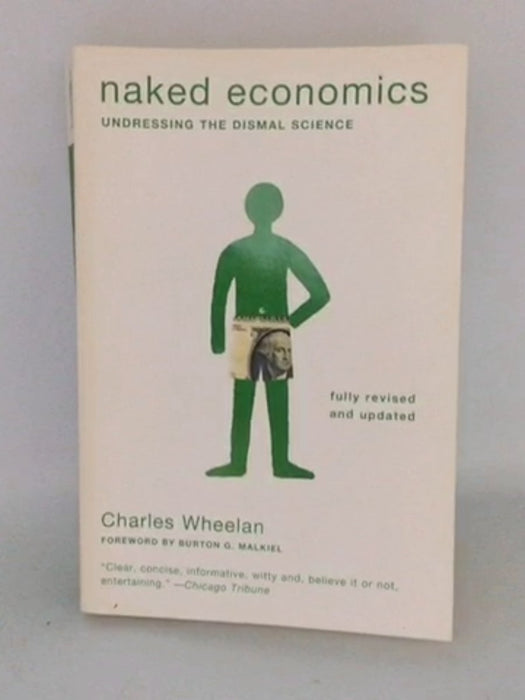 naked economics
UNDRESSING THE DISMAL SCIENCE
fully revised
and updated
Charles Wheelan
FOREWORD BY BURTON G. MALKIEL
"Clear, concise, informative, witty and, believe it or not,
entertaining." —Chicago Tribune